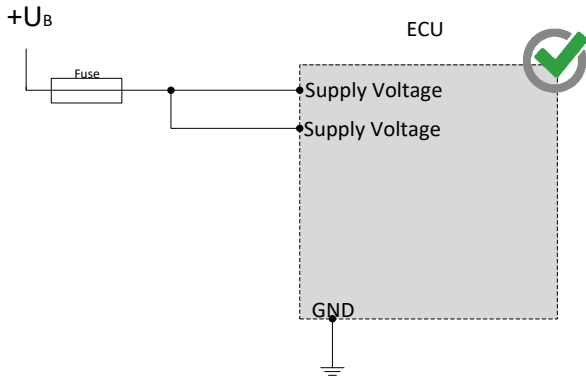 +UB
ECU
Fuse
Supply Voltage
Supply Voltage
GND